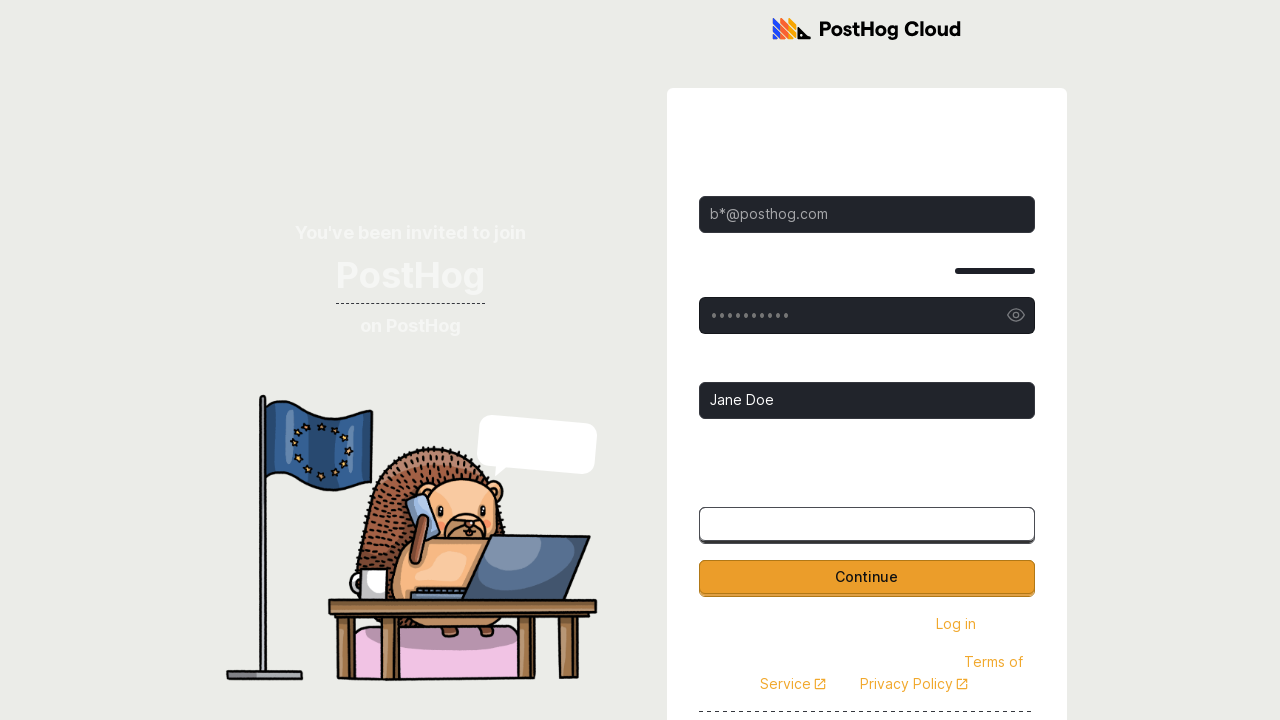 PostHog Cloud
You've been invited to join
PostHog
on PostHog
b*@posthog.com
••••••••••
Jane Doe
Continue
Log in
Terms of
Service
Privacy Policy